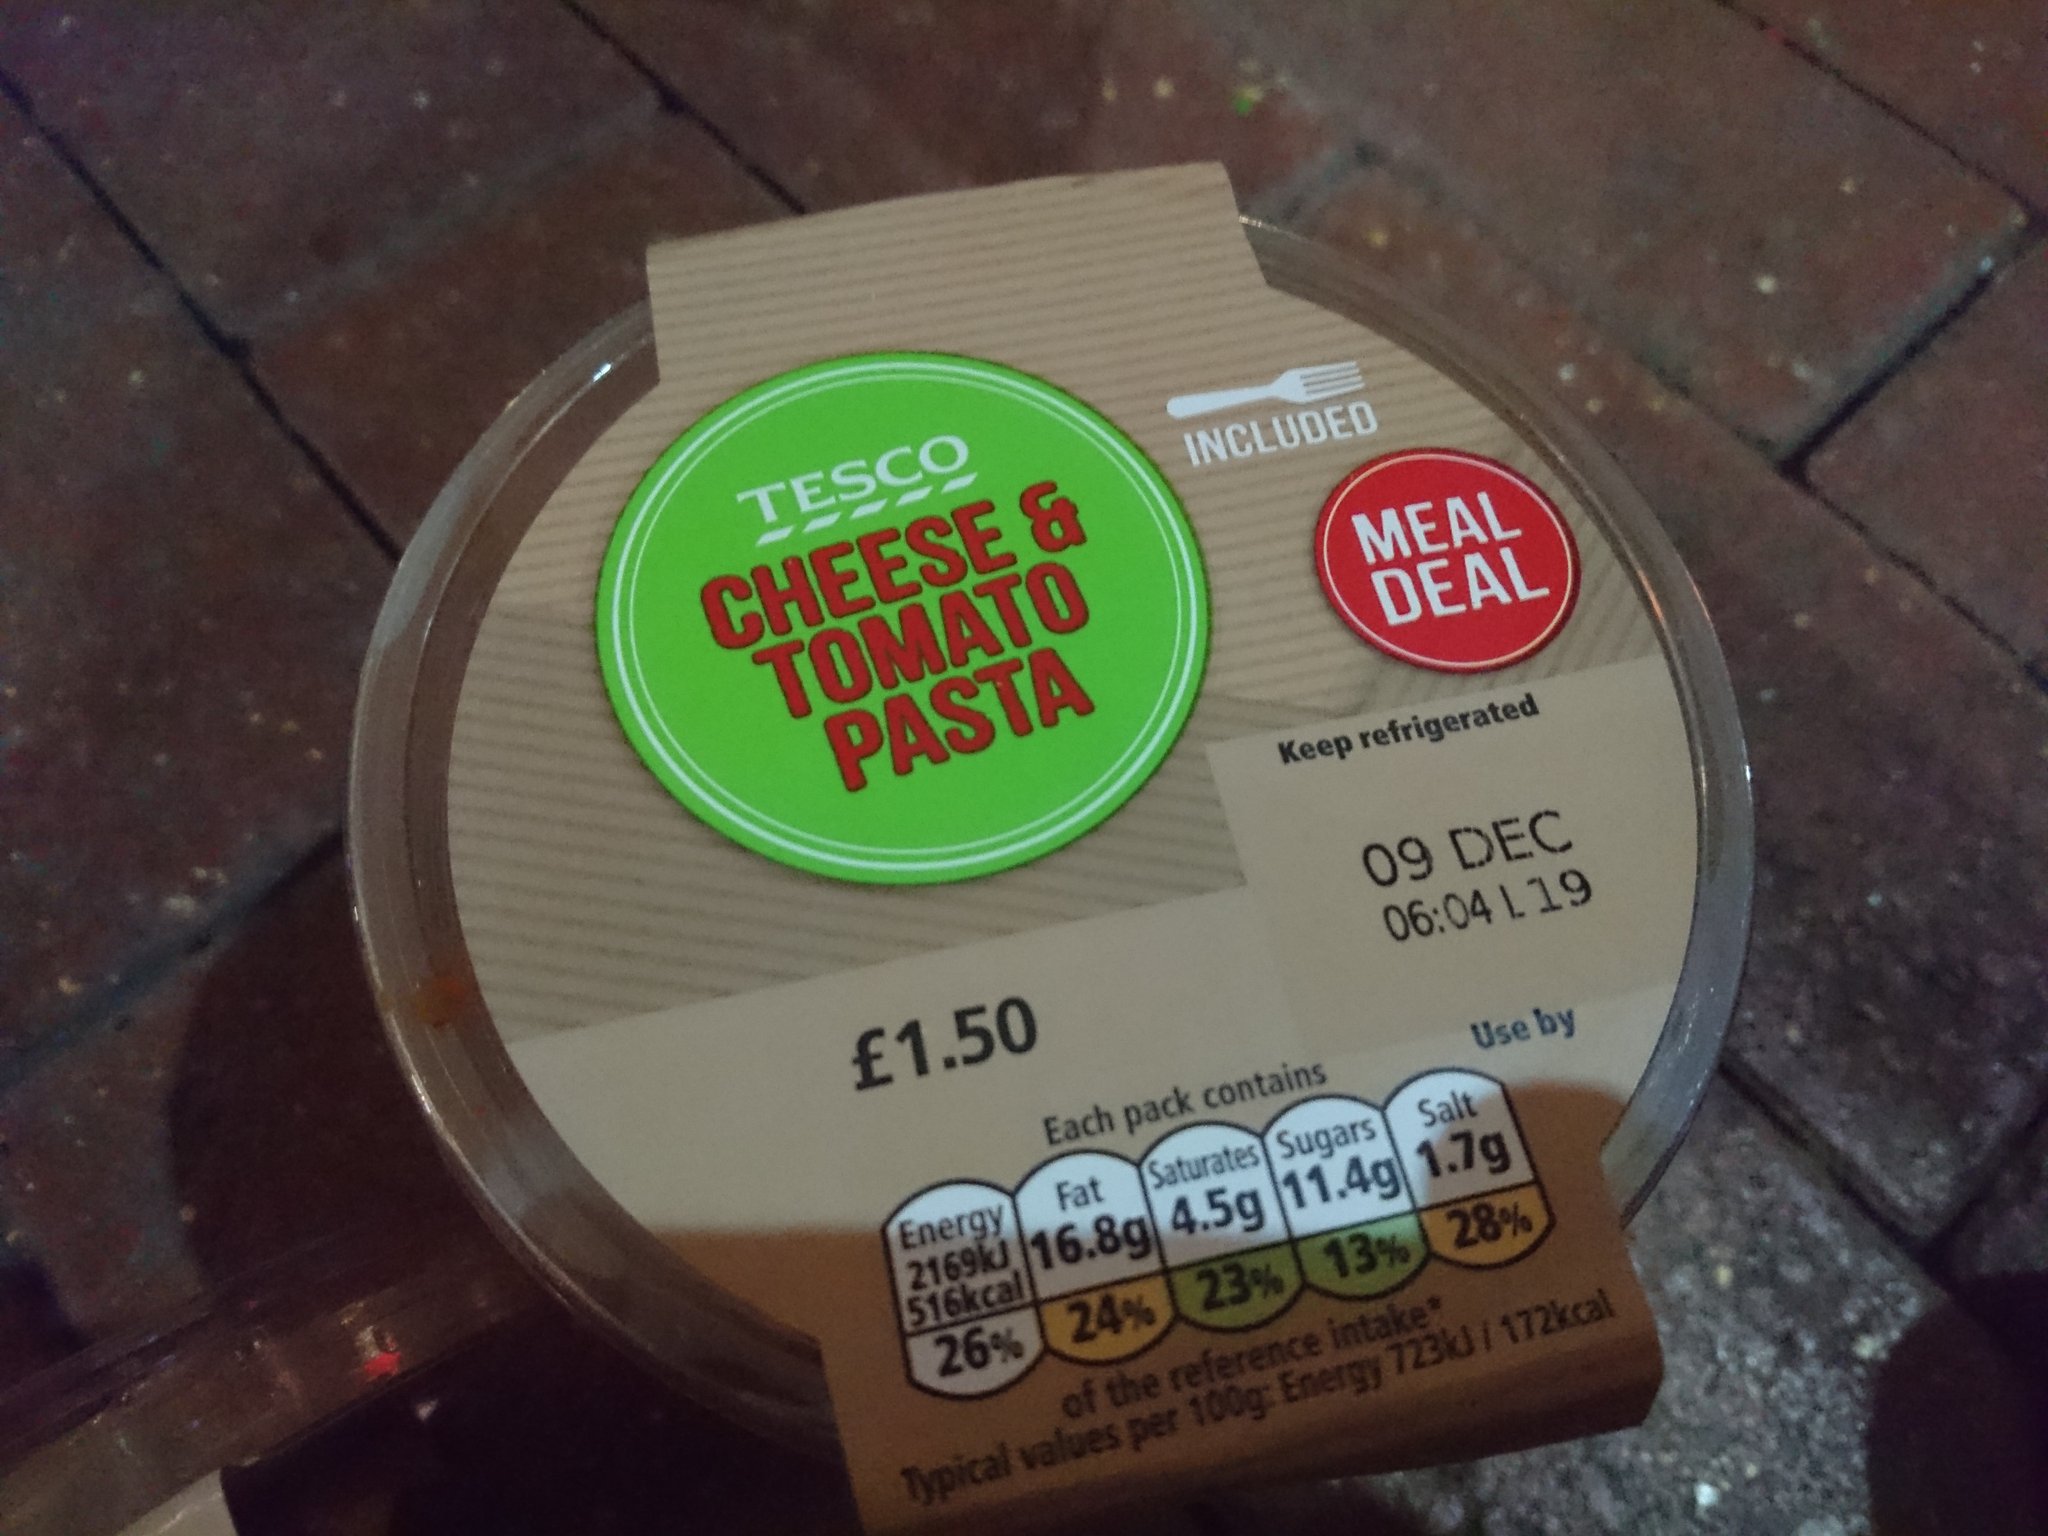 TESCO
CHEESE &
TOMATO
PASTA
INCLUDED
MEAL
DEAL
Keep refrigerated
09 DEC
06:04 L 19
Use by
£1.50
Each pack contains
Energy
2169kJ
516kcal
26%
Fat
16.8g
24%
Saturates
4.5g
23%
Sugars
11.4g
13%
Salt
1.7g
28%
of the reference intake*
Typical values per 100g: Energy 723kJ / 172kcal